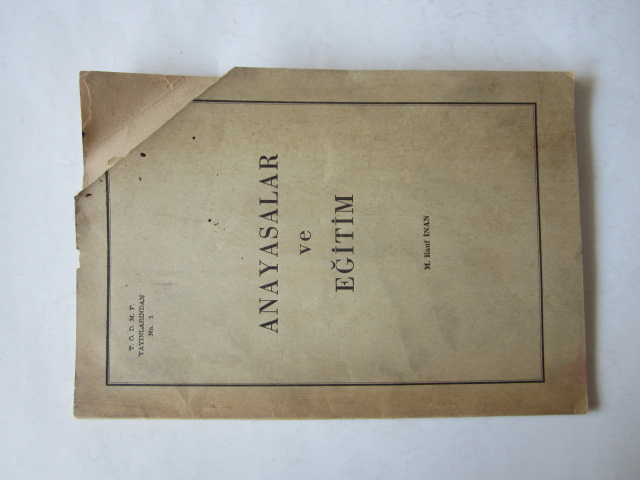 T. Ö. D. M. F.
YAYINLARINDAN
No. 1
ANAYASALAR
ve
EĞİTİM
M. Rauf İNAN